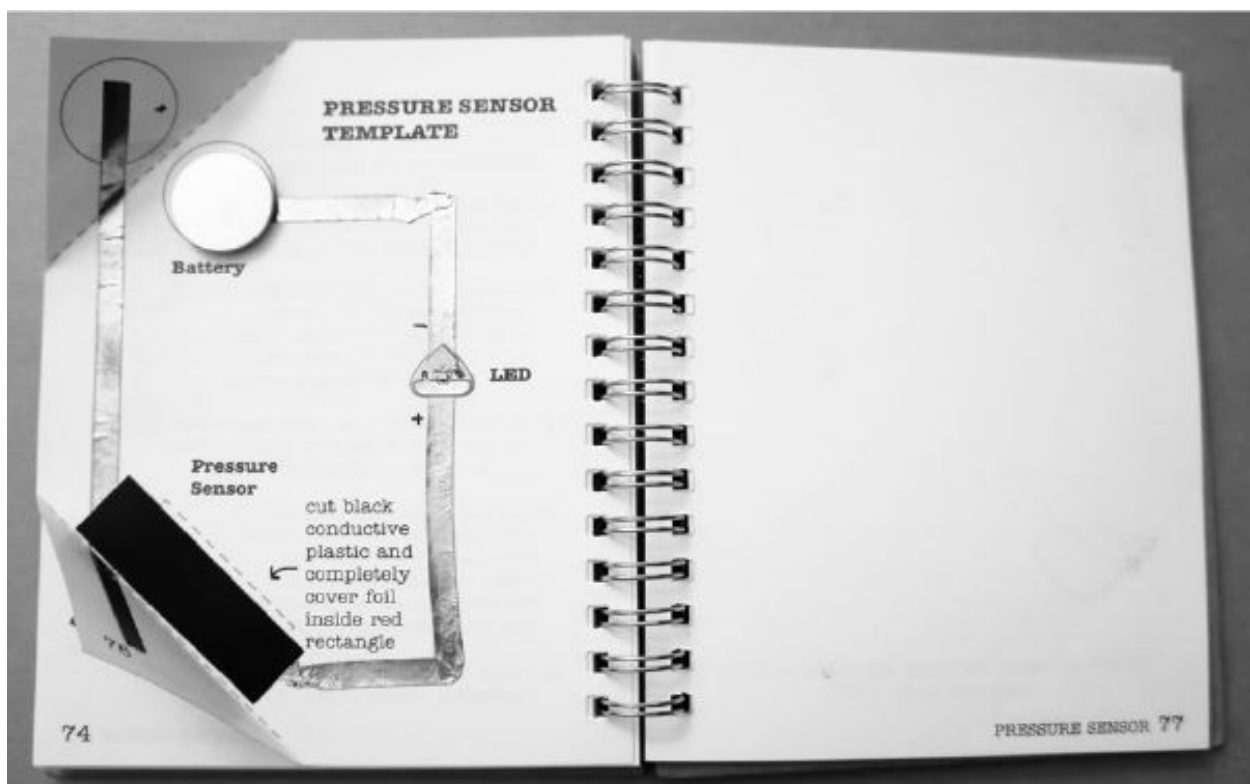 +
PRESSURE SENSOR
TEMPLATE
Battery
-
LED
+
Pressure
Sensor
cut black
conductive
plastic and
completely
cover foil
inside red
rectangle
74
PRESSURE SENSOR 77